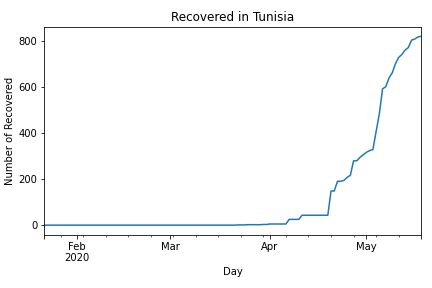 Recovered in Tunisia
Number of Recovered
800
600
400
200
0
Feb
2020
Mar
Apr
May
Day